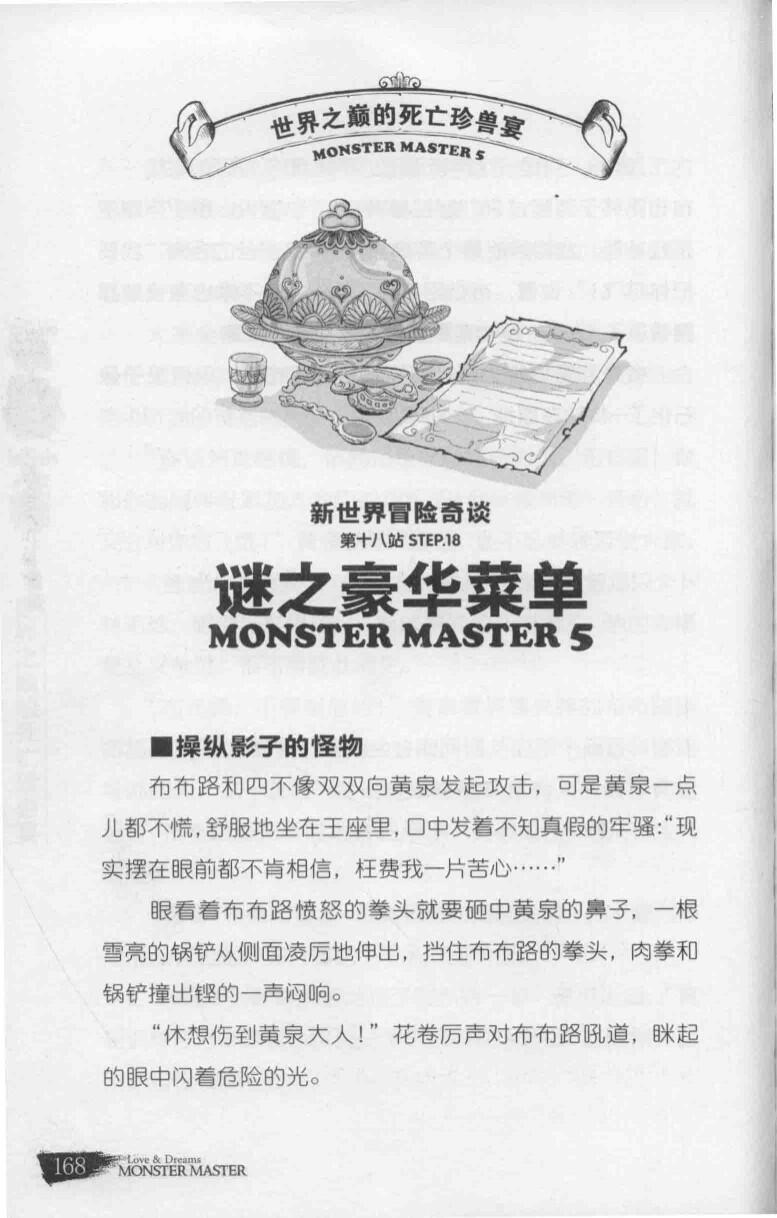 世界之巅的死亡珍兽宴
MONSTER MASTER 5
新世界冒险奇谈
第十八站 STEP.18
谜之豪华菜单
MONSTER MASTER 5
■操纵影子的怪物
布布路和四不像双双向黄泉发起攻击，可是黄泉一点
儿都不慌，舒服地坐在王座里，口中发着不知真假的牢骚：“现
实摆在眼前都不肯相信，枉费我一片苦心……”
眼看着布布路愤怒的拳头就要砸中黄泉的鼻子，一根
雪亮的锅铲从侧面凌厉地伸出，挡住布布路的拳头，肉拳和
锅铲撞出铿的一声闷响。
“休想伤到黄泉大人！”花卷厉声对布布路吼道，眯起
的眼中闪着危险的光。
168
Love & Dreams
MONSTER MASTER